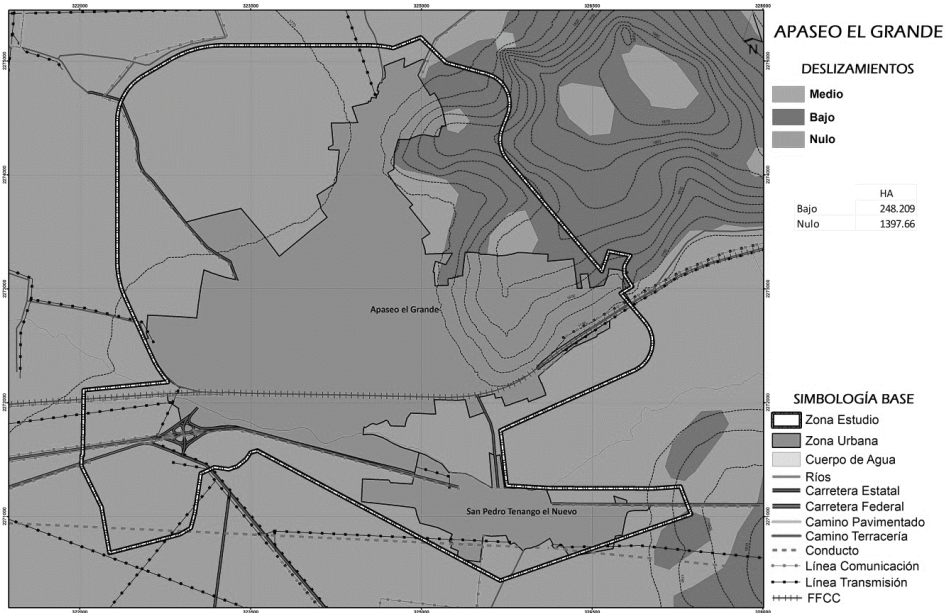 APASEO EL GRANDE
N
DESLIZAMIENTOS
Medio
Bajo
Nulo
HA
Bajo 248.209
Nulo 1397.66
Apaseo el Grande
San Pedro Tenango el Nuevo
SIMBOLOGÍA BASE
Zona Estudio
Zona Urbana
Cuerpo de Agua
Ríos
Carretera Estatal
Carretera Federal
Camino Pavimentado
Camino Terracería
Conducto
Línea Comunicación
Línea Transmisión
FFCC